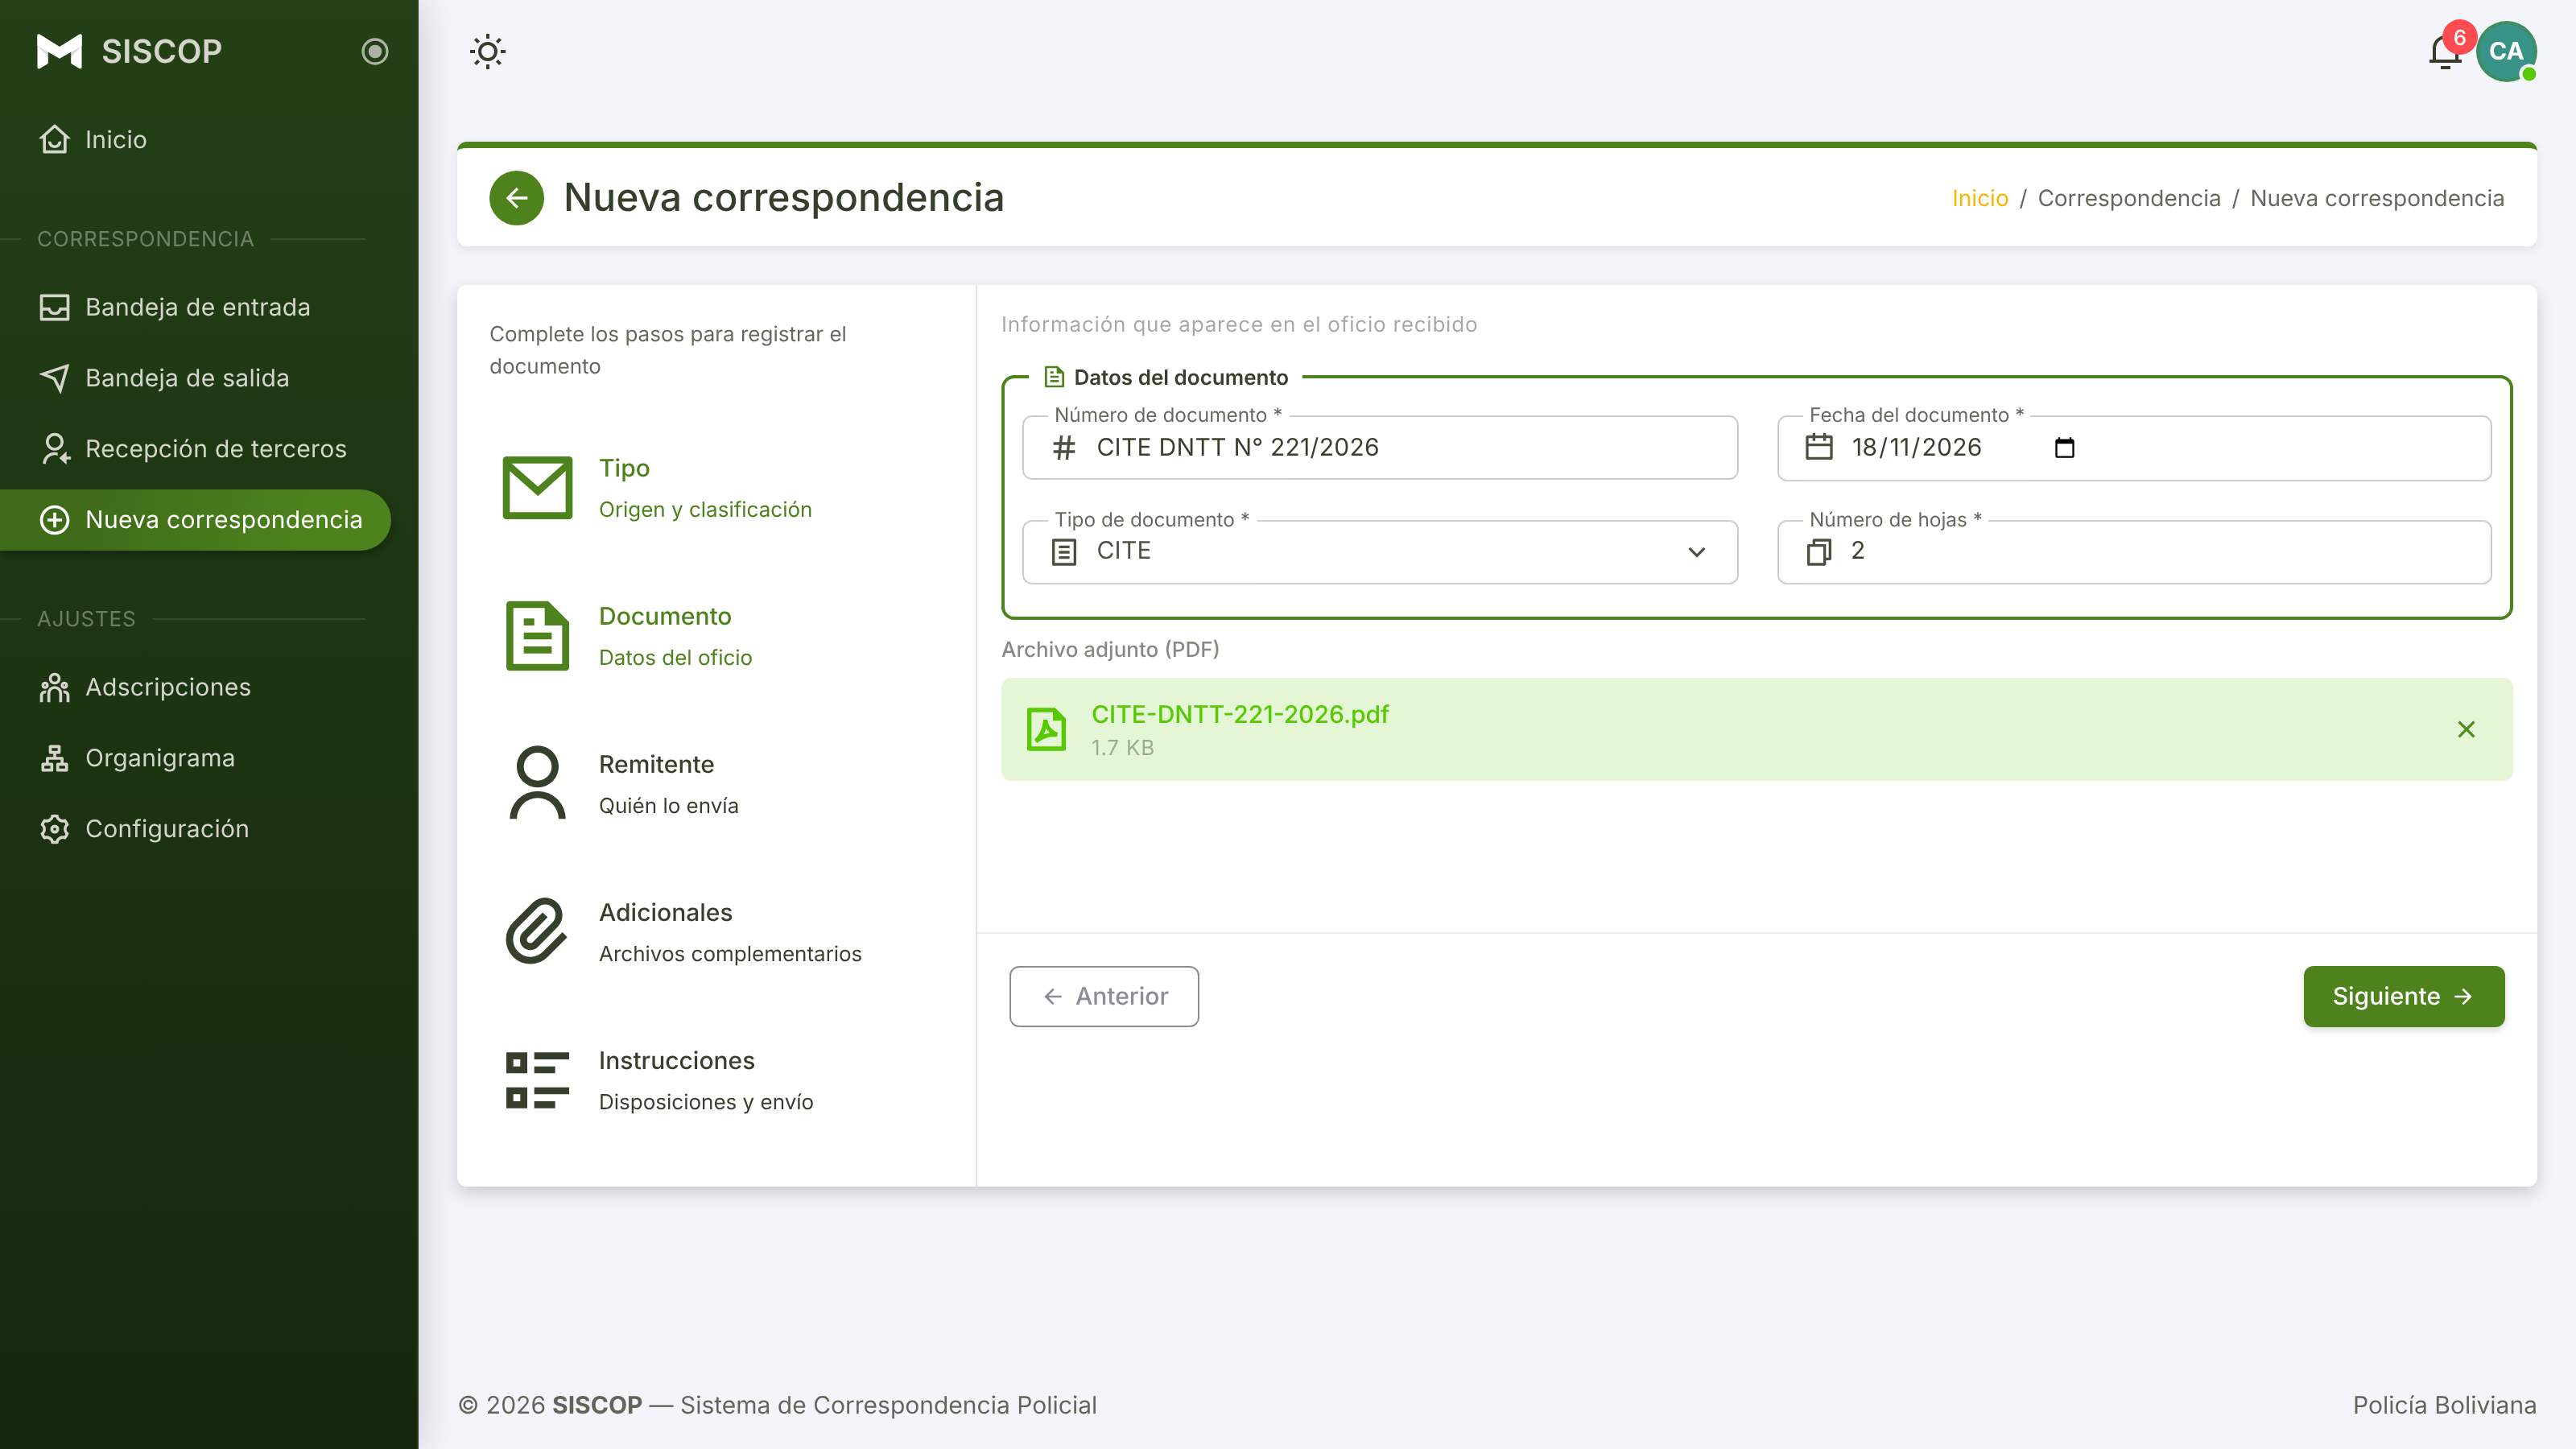 SISCOP
6
CA
Inicio
CORRESPONDENCIA
Bandeja de entrada
Bandeja de salida
Recepción de terceros
Nueva correspondencia
AJUSTES
Adscripciones
Organigrama
Configuración
Nueva correspondencia
Inicio / Correspondencia / Nueva correspondencia
Complete los pasos para registrar el
documento
Tipo
Origen y clasificación
Documento
Datos del oficio
Remitente
Quién lo envía
Adicionales
Archivos complementarios
Instrucciones
Disposiciones y envío
Información que aparece en el oficio recibido
Datos del documento
Número de documento *
CITE DNTT N° 221/2026
Fecha del documento *
18/11/2026
Tipo de documento *
CITE
Número de hojas *
2
Archivo adjunto (PDF)
CITE-DNTT-221-2026.pdf
1.7 KB
Anterior
Siguiente
© 2026 SISCOP — Sistema de Correspondencia Policial
Policía Boliviana